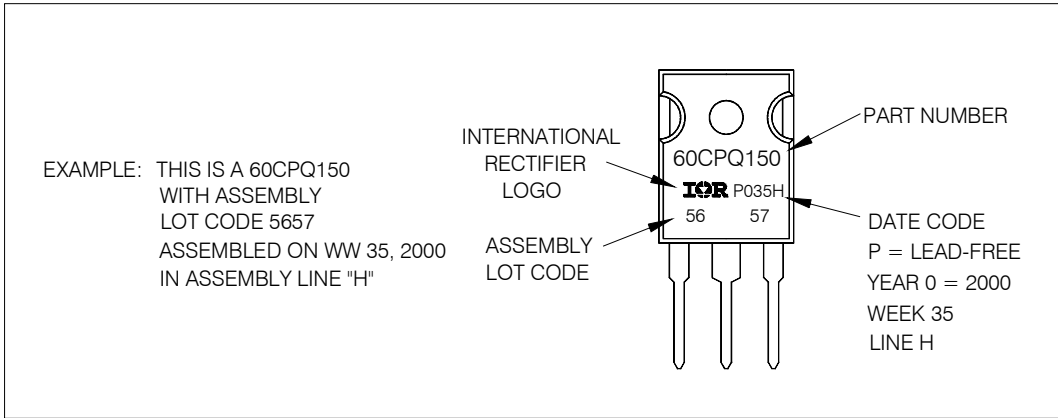 EXAMPLE: THIS IS A 60CPQ150
WITH ASSEMBLY
LOT CODE 5657
ASSEMBLED ON WW 35, 2000
IN ASSEMBLY LINE "H"
INTERNATIONAL
RECTIFIER
LOGO
ASSEMBLY
LOT CODE
60CPQ150
IOR P035H
56 57
PART NUMBER
DATE CODE
P = LEAD-FREE
YEAR 0 = 2000
WEEK 35
LINE H